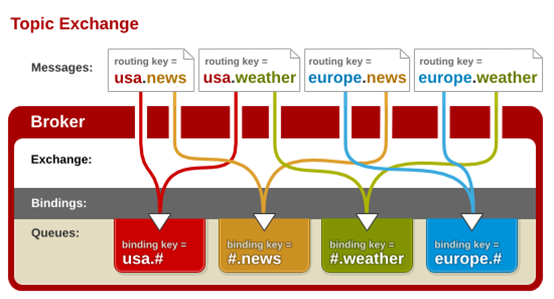 Topic Exchange
Messages:
routing key =
usa.news
routing key =
usa.weather
routing key =
europe.news
routing key =
europe.weather
Broker
Exchange:
Bindings:
Queues:
binding key =
usa.#
binding key =
#.news
binding key =
#.weather
binding key =
europe.#